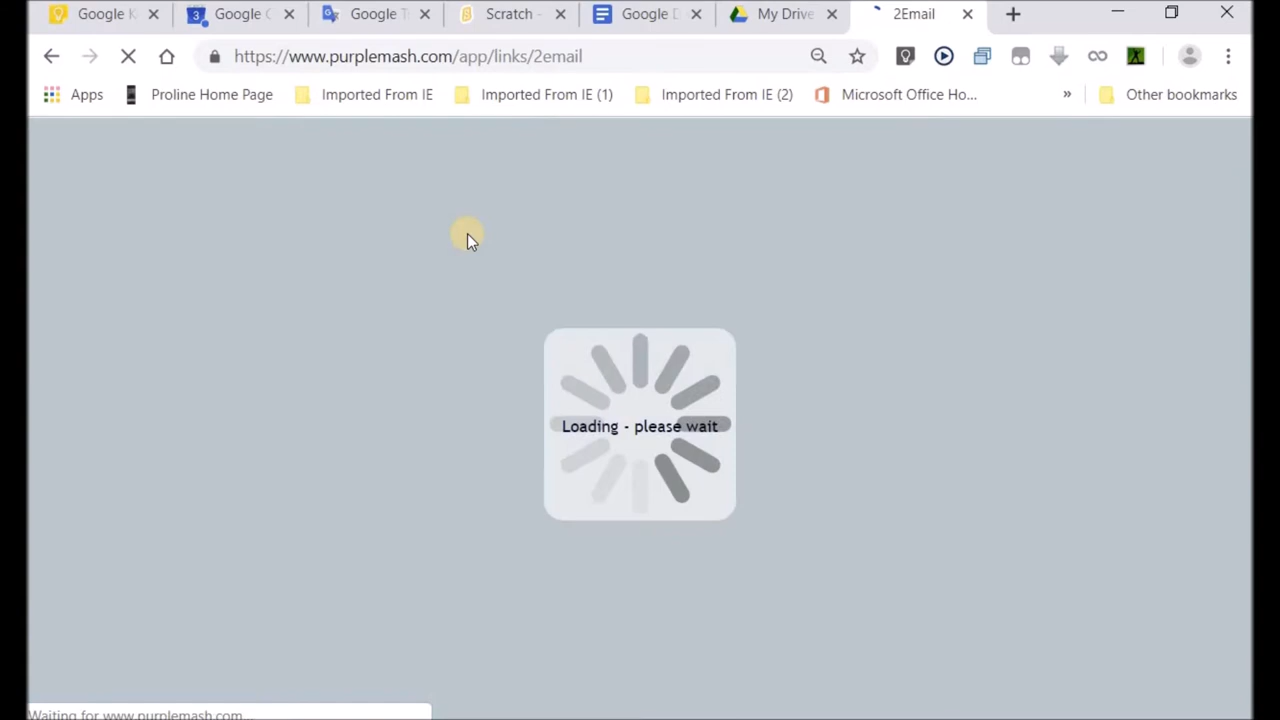 Google K
Google C
Google Tr
Scratch -
Google D
My Drive
2Email
https://www.purplemash.com/app/links/2email
Apps
Proline Home Page
Imported From IE
Imported From IE (1)
Imported From IE (2)
Microsoft Office Ho...
»
Other bookmarks
Loading - please wait
Waiting for www.purplemash.com...